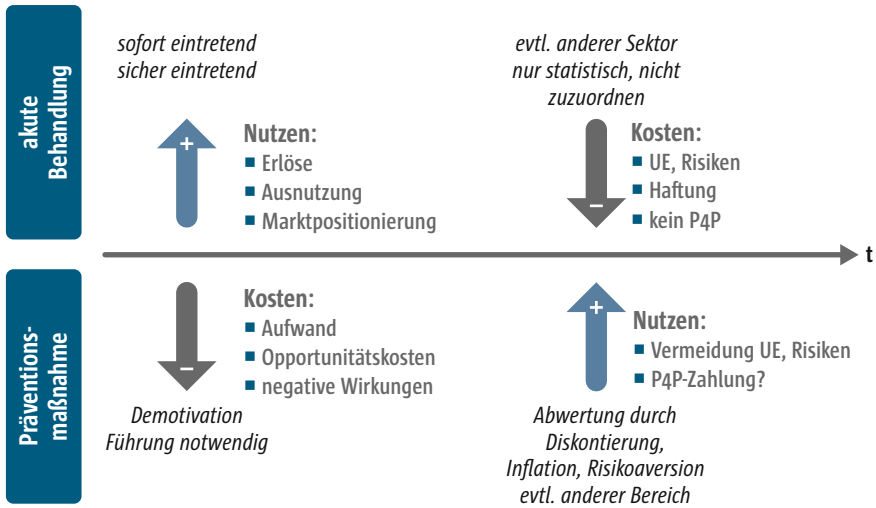 akute
Behandlung
sofort eintretend
sicher eintretend
+
Nutzen:
■ Erlöse
■ Ausnutzung
■ Marktpositionierung
evtl. anderer Sektor
nur statistisch, nicht
zuzuordnen
–
Kosten:
■ UE, Risiken
■ Haftung
■ kein P4P
t
Präventions-
maßnahme
–
Kosten:
■ Aufwand
■ Opportunitätskosten
■ negative Wirkungen
Demotivation
Führung notwendig
+
Nutzen:
■ Vermeidung UE, Risiken
■ P4P-Zahlung?
Abwertung durch
Diskontierung,
Inflation, Risikoaversion
evtl. anderer Bereich